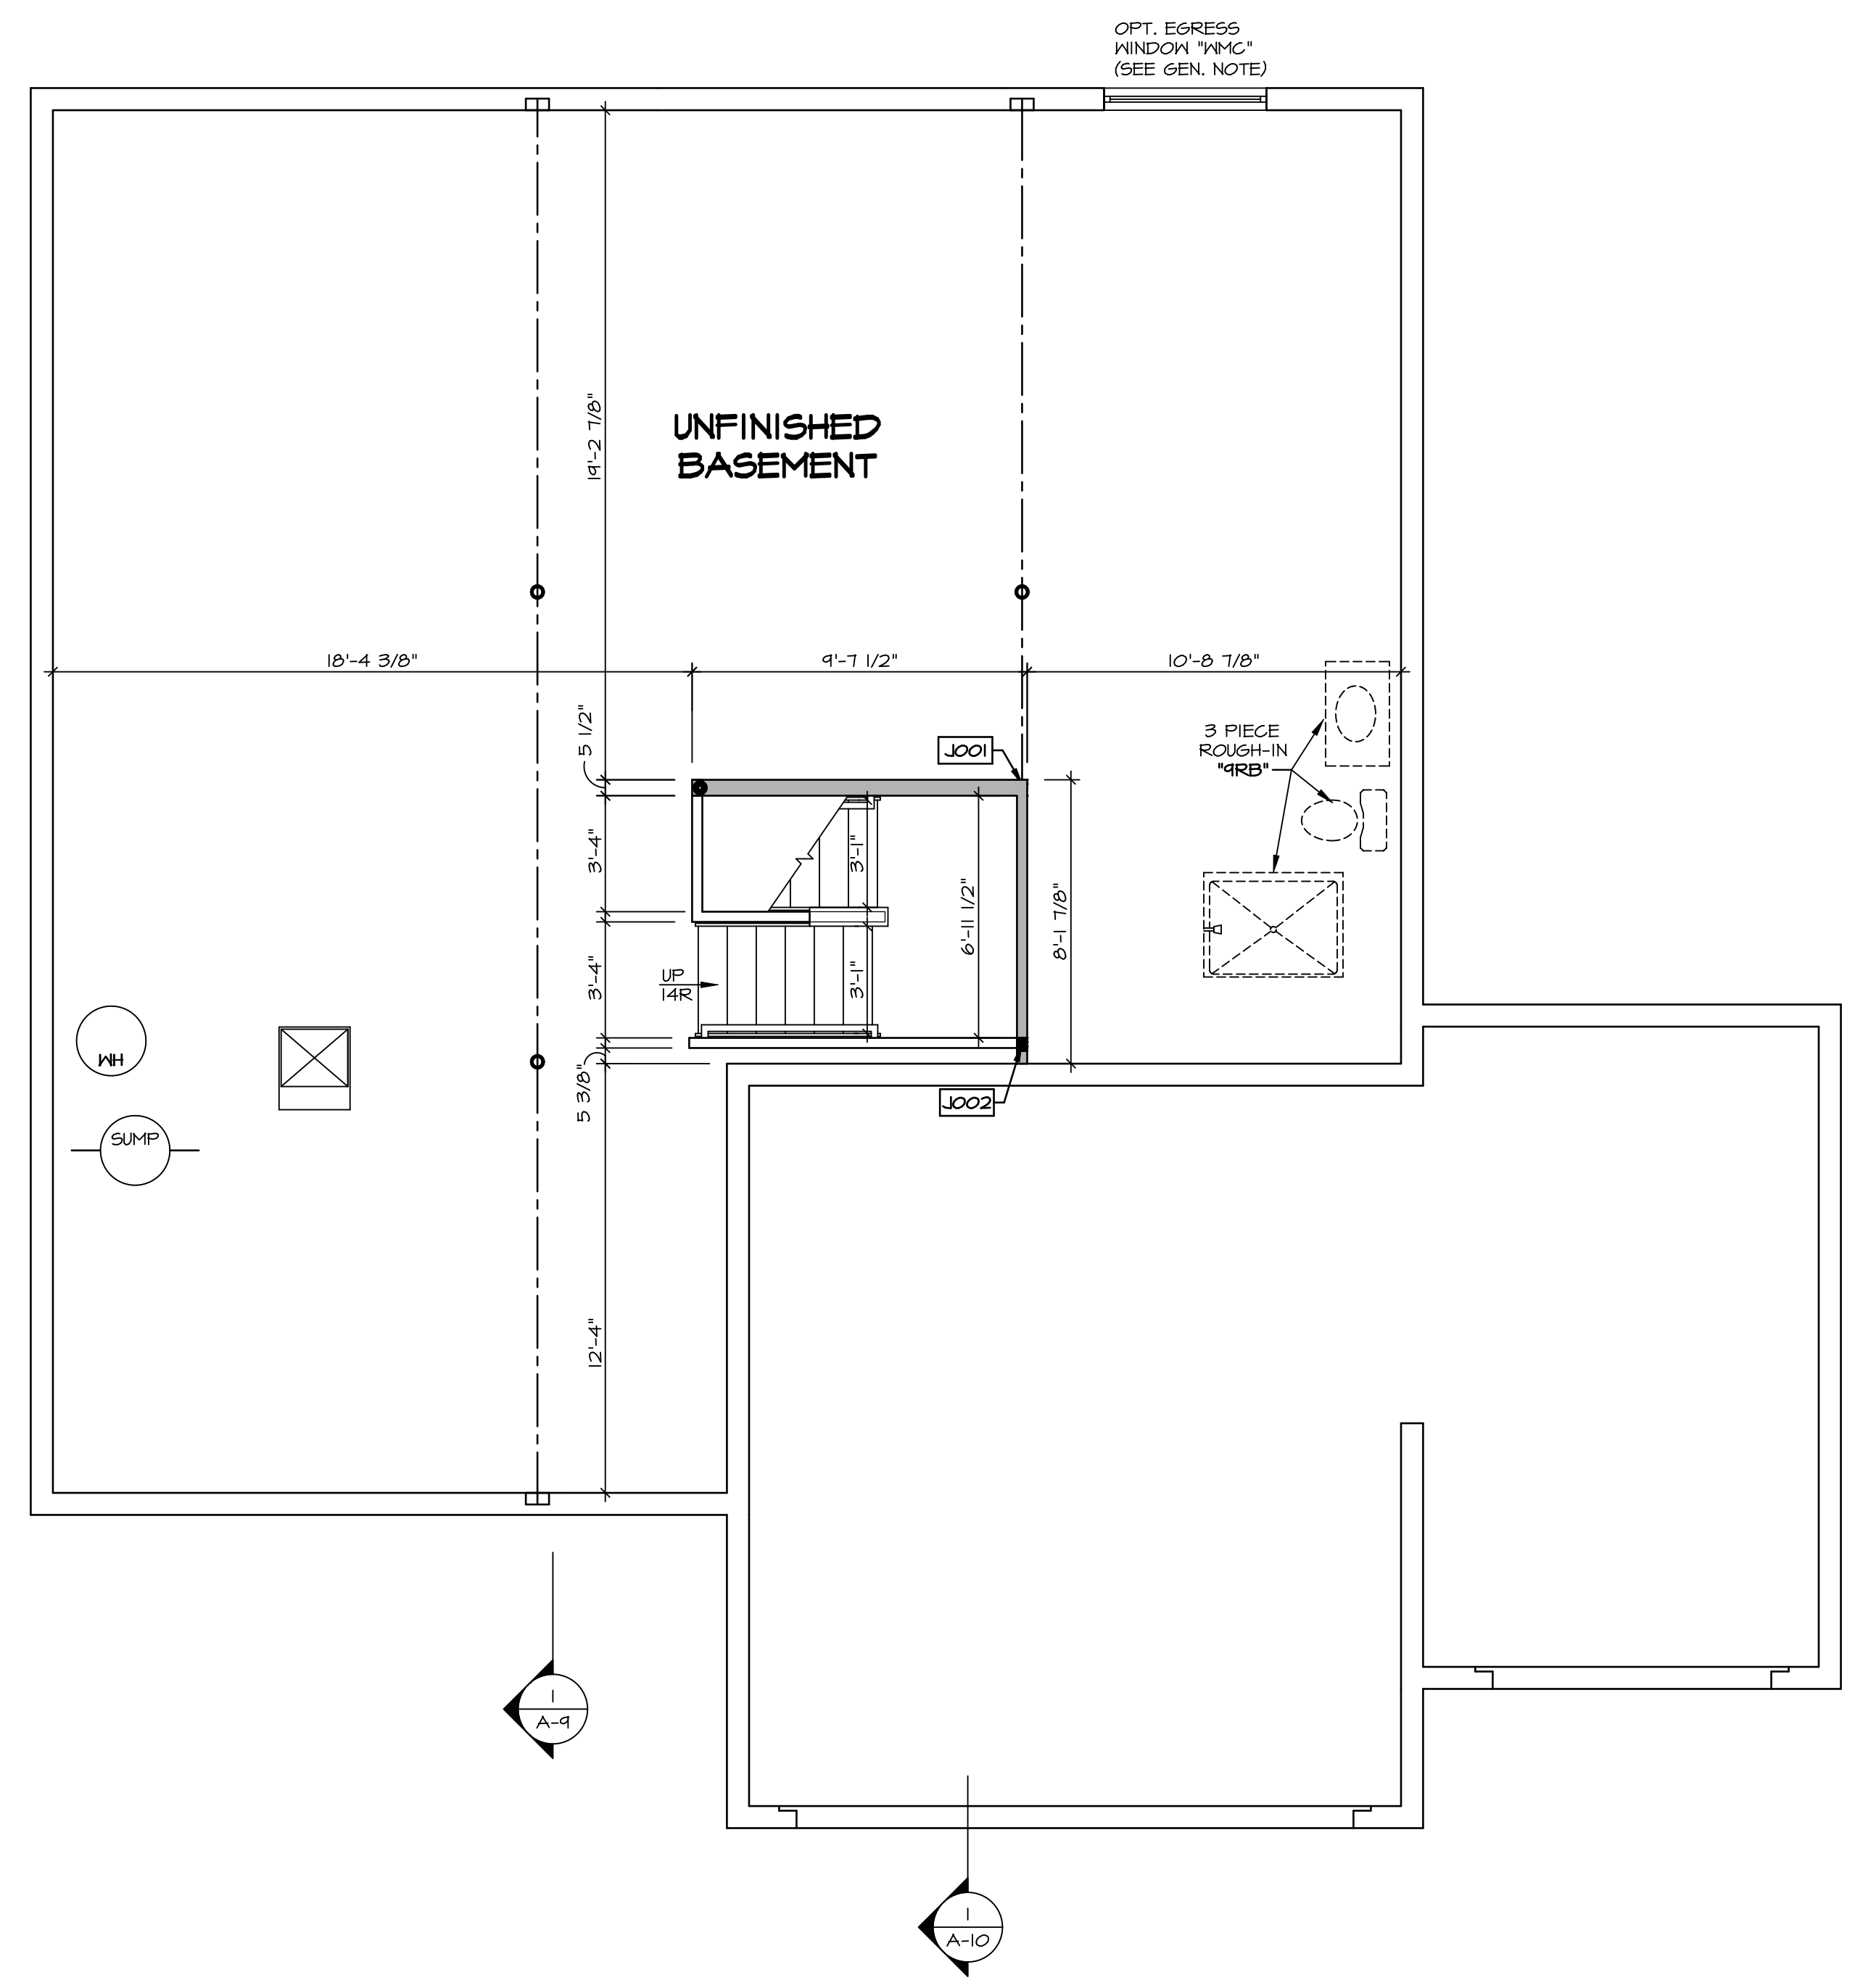 OPT. EGRESS
WINDOW "WMC"
(SEE GEN. NOTE)
19'-2 7/8"
UNFINISHED
BASEMENT
18'-4 3/8"
9'-7 1/2"
10'-8 7/8"
5 1/2"
3 PIECE
ROUGH-IN
"9RB"
J001
3'-4"
3'-1"
6'-11 1/2"
8'-1 7/8"
3'-4"
3'-1"
UP
14R
WH
5 3/8"
J002
SUMP
12'-4"
1
A-9
1
A-10